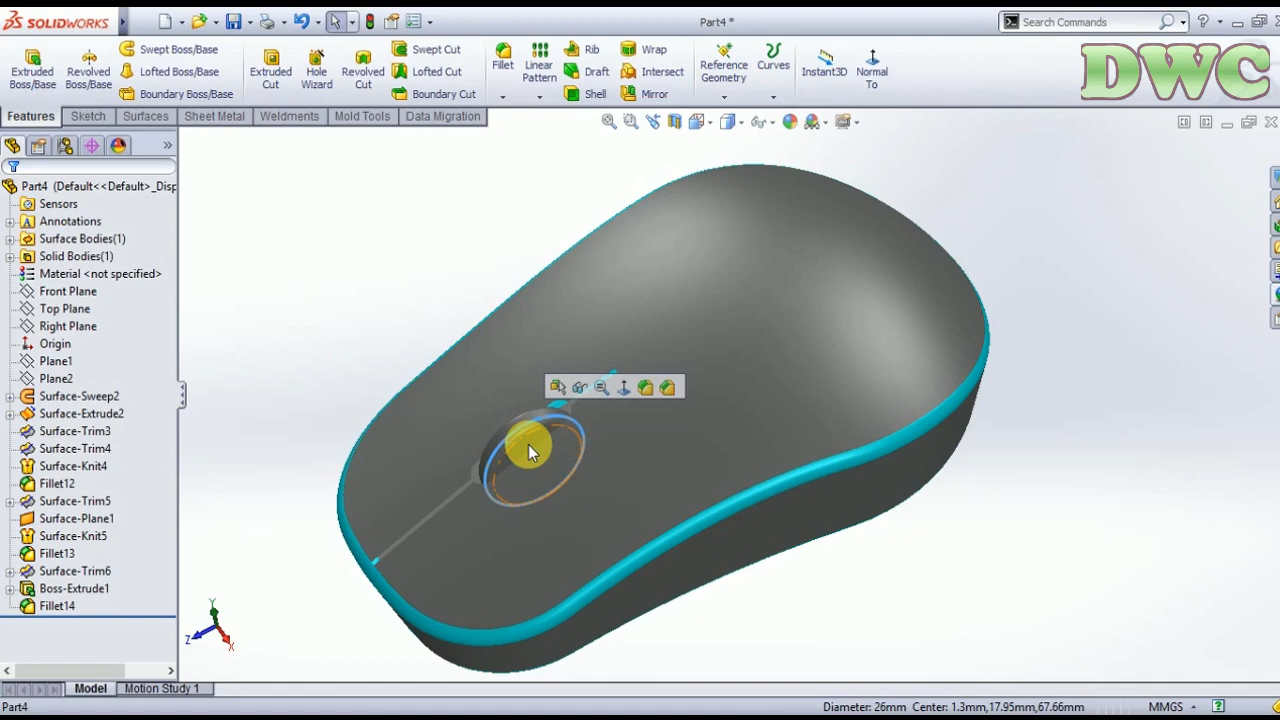 SOLIDWORKS
Part4 *
Search Commands
DWC
Extruded Boss/Base
Revolved Boss/Base
Swept Boss/Base
Lofted Boss/Base
Boundary Boss/Base
Extruded Cut
Hole Wizard
Revolved Cut
Swept Cut
Lofted Cut
Boundary Cut
Fillet
Linear Pattern
Rib
Draft
Shell
Wrap
Intersect
Mirror
Reference Geometry
Curves
Instant3D
Normal To
Features Sketch Surfaces Sheet Metal Weldments Mold Tools Data Migration
Part4 (Default<<Default>_Disp
Sensors
Annotations
Surface Bodies(1)
Solid Bodies(1)
Material <not specified>
Front Plane
Top Plane
Right Plane
Origin
Plane1
Plane2
Surface-Sweep2
Surface-Extrude2
Surface-Trim3
Surface-Trim4
Surface-Knit4
Fillet12
Surface-Trim5
Surface-Plane1
Surface-Knit5
Fillet13
Surface-Trim6
Boss-Extrude1
Fillet14
Y
Z
X
Model Motion Study 1
Part4 Diameter: 26mm Center: 1.3mm,17.95mm,67.66mm MMGS